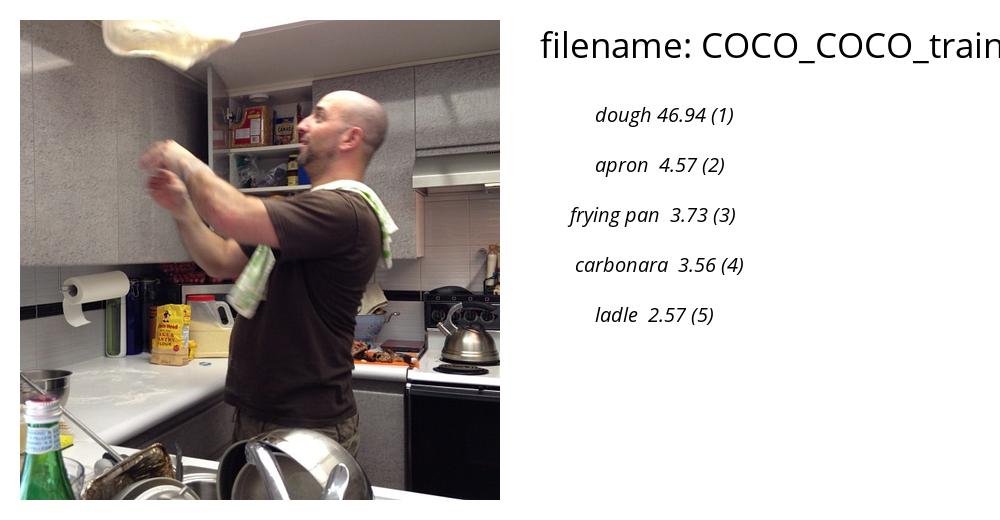 filename: COCO_COCO_train
dough 46.94 (1)
apron 4.57 (2)
frying pan 3.73 (3)
carbonara 3.56 (4)
ladle 2.57 (5)